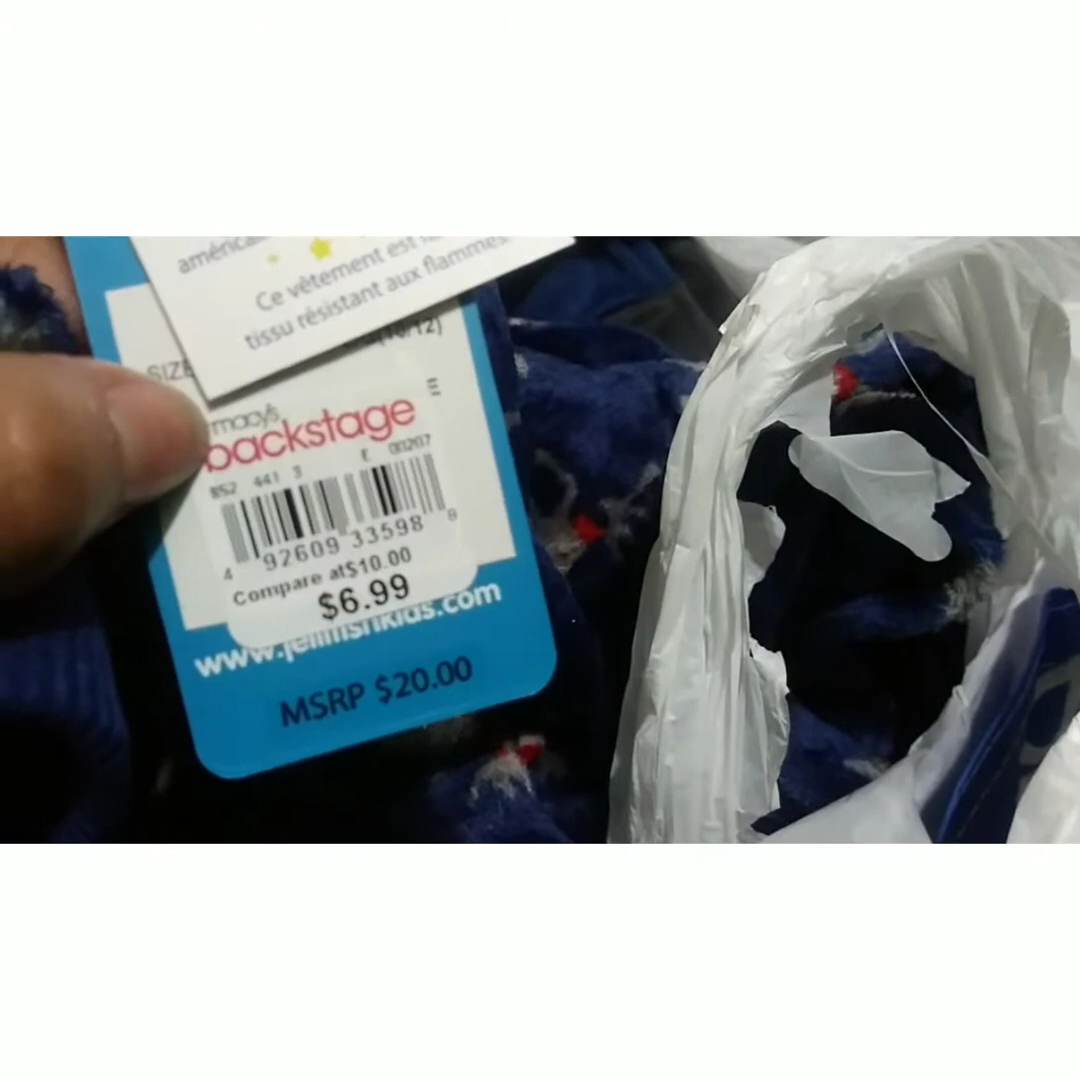 Ce vêtement est
tissu résistant aux flammes.
SIZE
macy's
backstage
E
852 441 3 E 00207
4 92609 33598 8
Compare at$10.00
$6.99
www.jellifishkids.com
MSRP $20.00